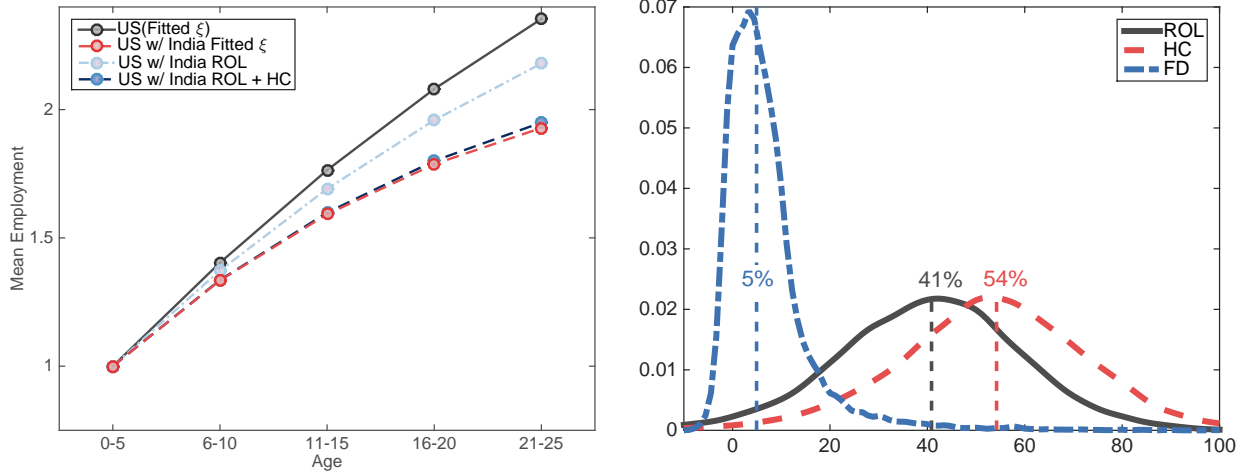 US(Fitted ξ)
US w/ India Fitted ξ
US w/ India ROL
US w/ India ROL + HC
Mean Employment
2
1.5
1
0-5 6-10 11-15 16-20 21-25
Age
0.07
0.06
0.05
0.04
0.03
0.02
0.01
0
ROL
HC
FD
5% 41% 54%
0 20 40 60 80 100